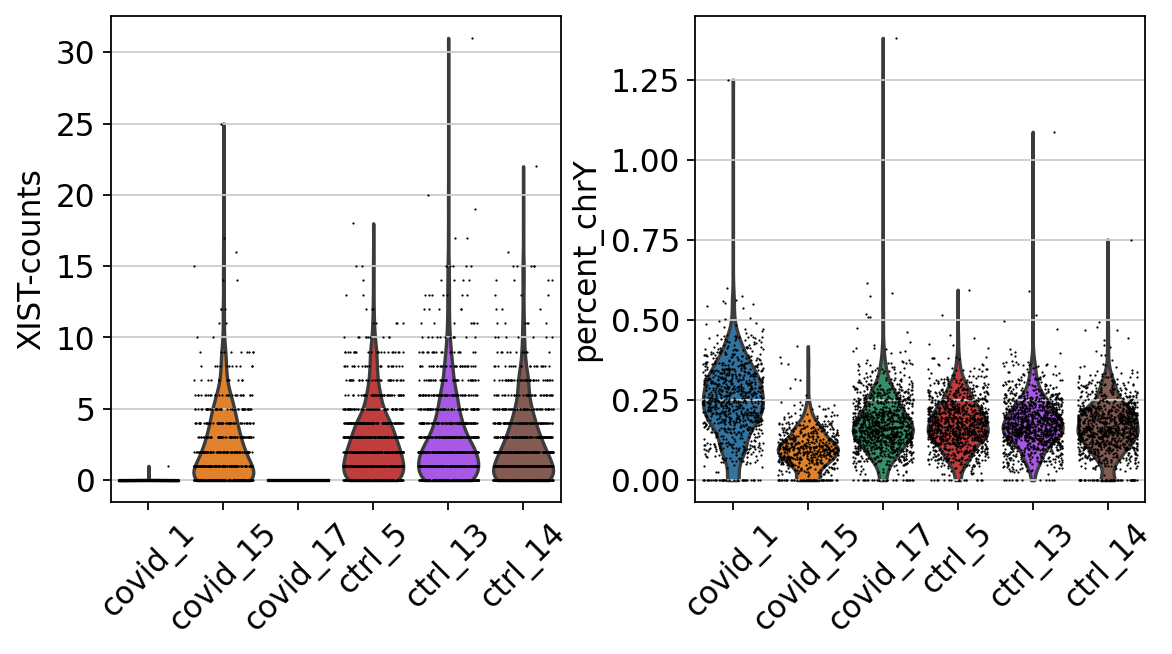 XIST-counts
30
25
20
15
10
5
0
covid_1
covid_15
covid_17
ctrl_5
ctrl_13
ctrl_14
percent_chrY
1.25
1.00
0.75
0.50
0.25
0.00
covid_1
covid_15
covid_17
ctrl_5
ctrl_13
ctrl_14